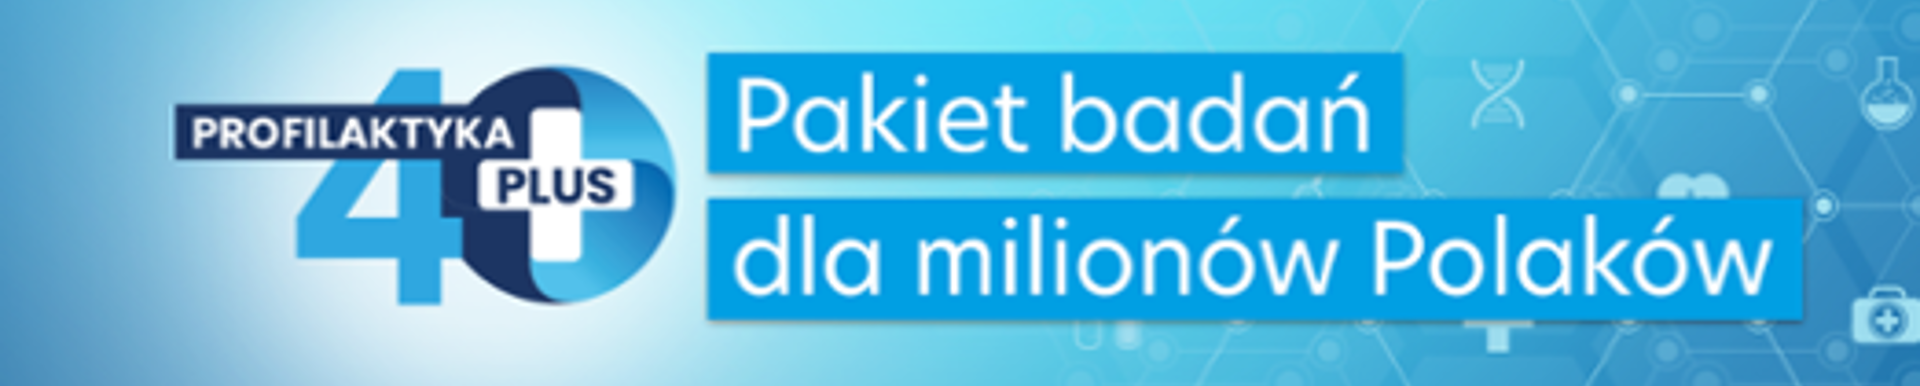 PROFILAKTYKA
40
PLUS
Pakiet badań
dla milionów Polaków